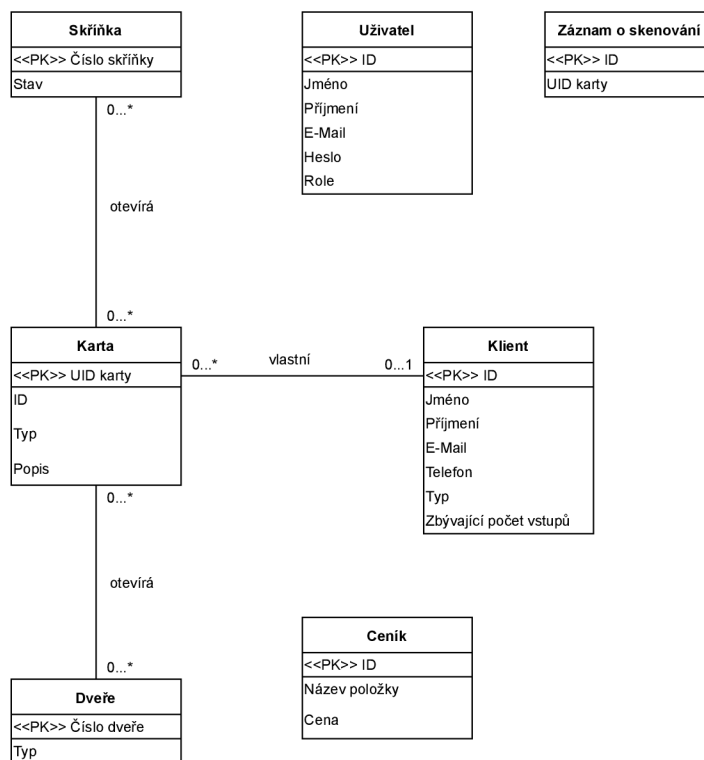 Skříňka
<<PK>> Číslo skříňky
Stav
0...*
otevírá
0...*
Uživatel
<<PK>> ID
Jméno
Příjmení
E-Mail
Heslo
Role
Záznam o skenování
<<PK>> ID
UID karty
Karta
<<PK>> UID karty
ID
Typ
Popis
0...*
vlastní
0...1
Klient
<<PK>> ID
Jméno
Příjmení
E-Mail
Telefon
Typ
Zbývající počet vstupů
0...*
otevírá
0...*
Dveře
<<PK>> Číslo dveře
Typ
Ceník
<<PK>> ID
Název položky
Cena